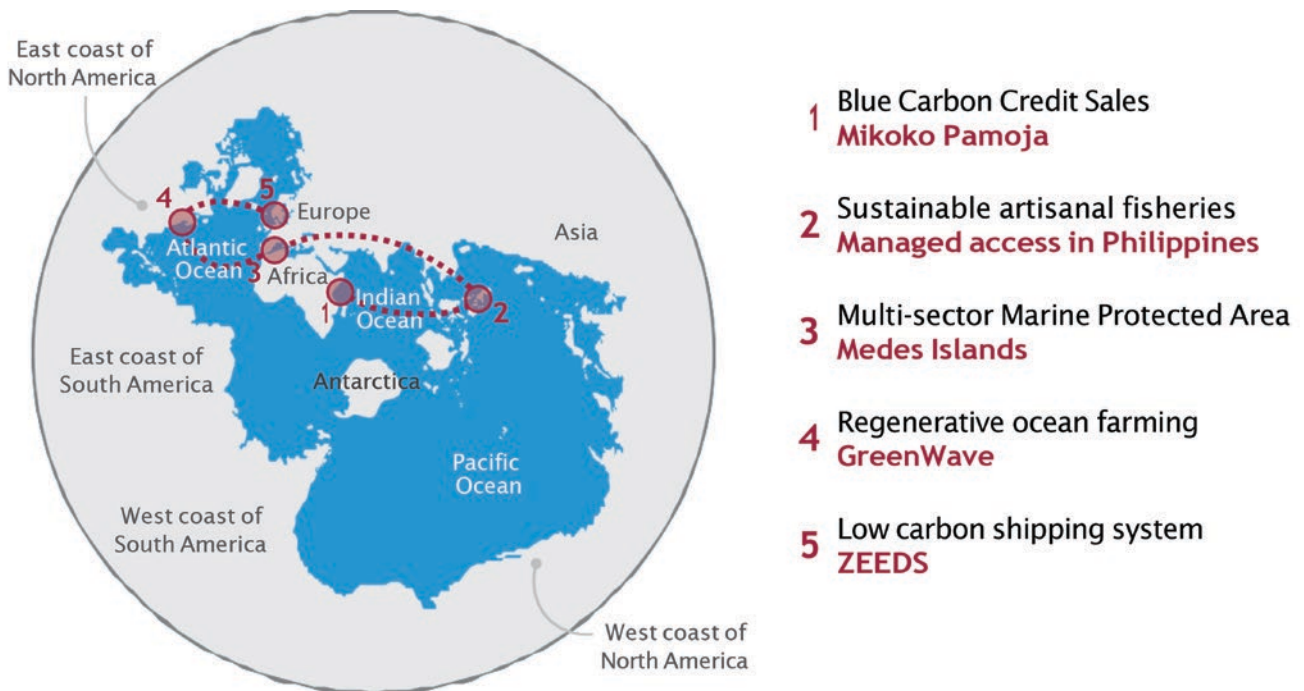 East coast of
North America
4
5
Europe
Atlantic
Ocean
3
Africa
Asia
1
Indian
Ocean
2
East coast of
South America
Antarctica
Pacific
Ocean
West coast of
South America
West coast of
North America
1 Blue Carbon Credit Sales
Mikoko Pamoja
2 Sustainable artisanal fisheries
Managed access in Philippines
3 Multi-sector Marine Protected Area
Medes Islands
4 Regenerative ocean farming
GreenWave
5 Low carbon shipping system
ZEEDS